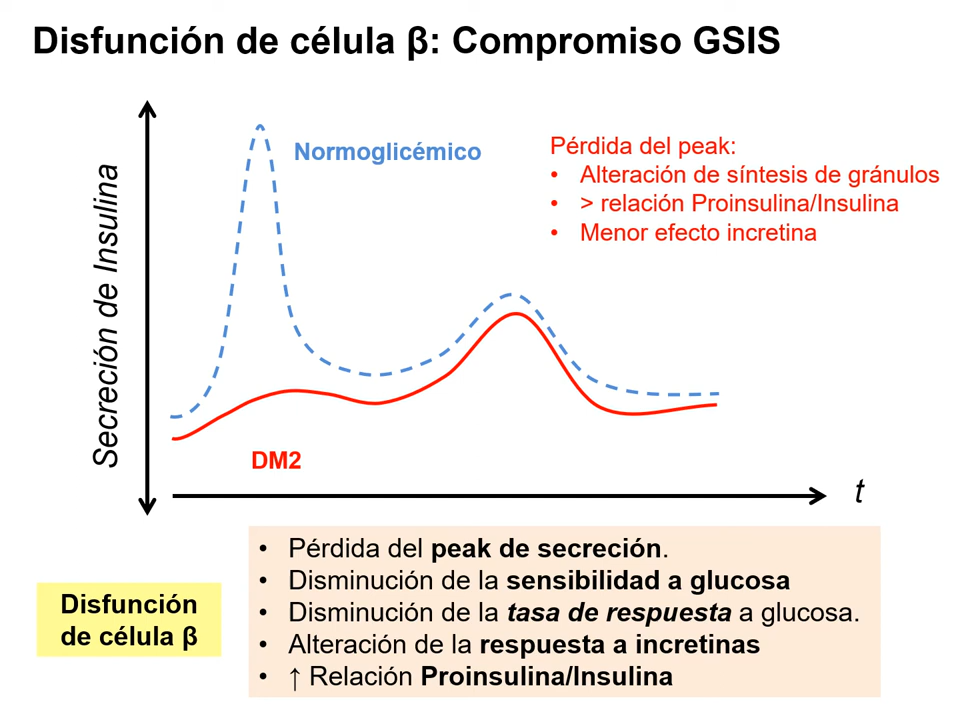 Disfunción de célula β: Compromiso GSIS
Secreción de Insulina
Normoglicémico
Pérdida del peak:
• Alteración de síntesis de gránulos
• > relación Proinsulina/Insulina
• Menor efecto incretina
DM2
t
Disfunción
de célula β
• Pérdida del peak de secreción.
• Disminución de la sensibilidad a glucosa
• Disminución de la tasa de respuesta a glucosa.
• Alteración de la respuesta a incretinas
• ↑ Relación Proinsulina/Insulina